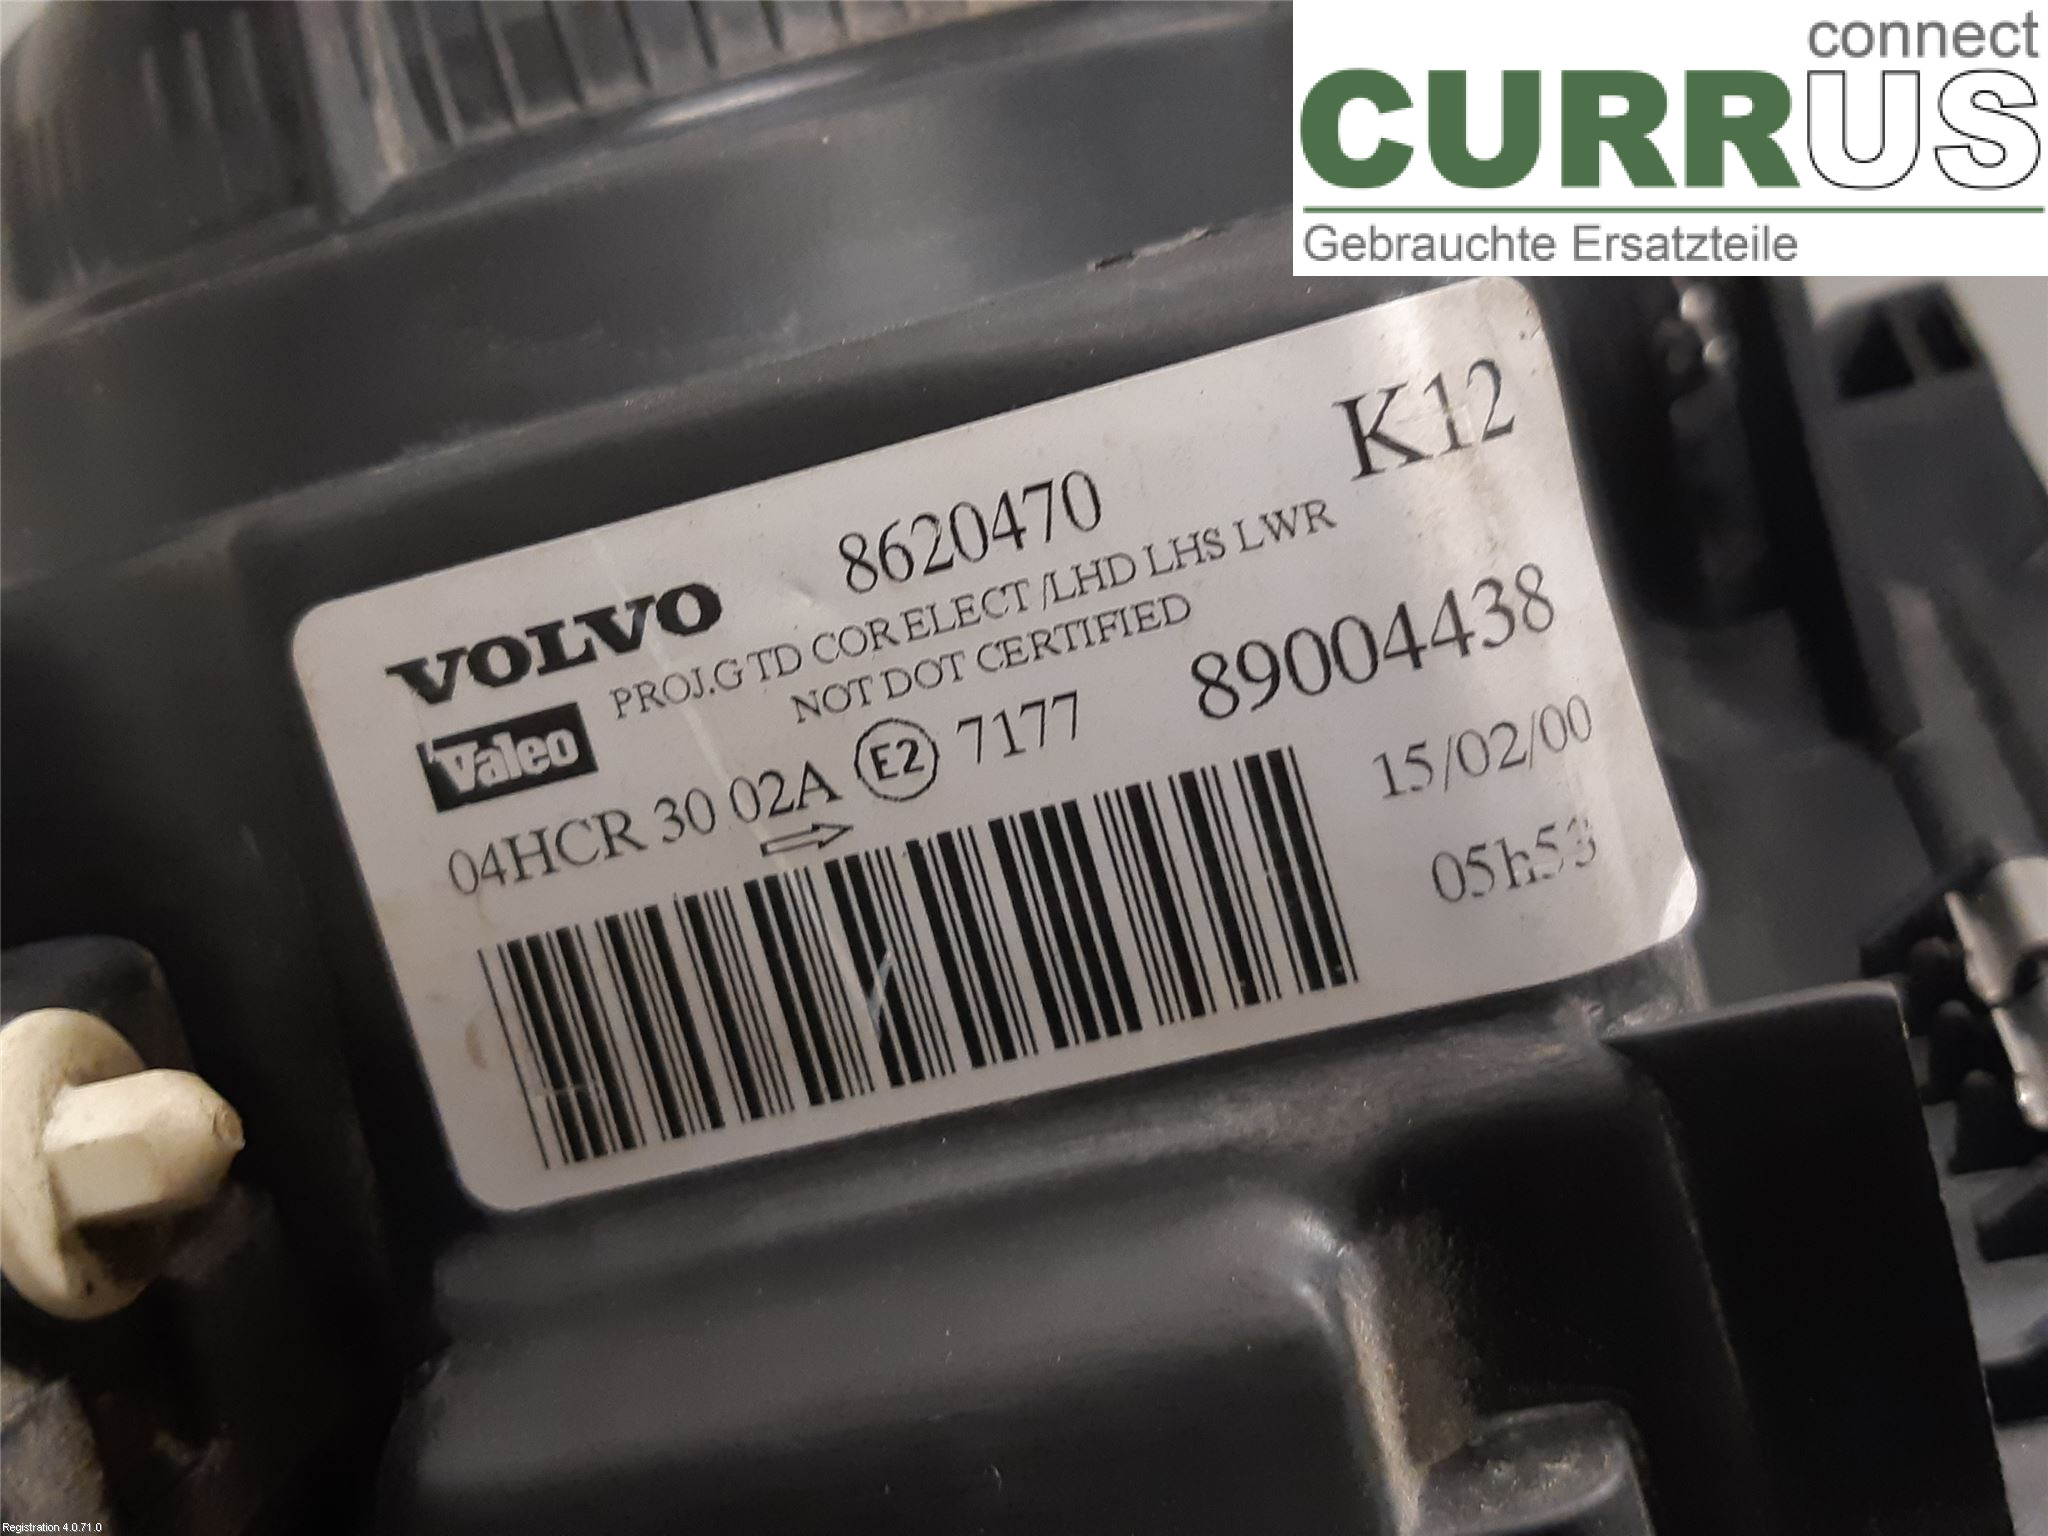 connect
CURRUS
Gebrauchte Ersatzteile
K12
VOLVO 8620470
PROJ.G TD COR ELECT /LHD LHS LWR
NOT DOT CERTIFIED
Valeo 89004438
04HCR 30 02A E2 7177
15/02/00
05h53
Registration 4.0.71.0